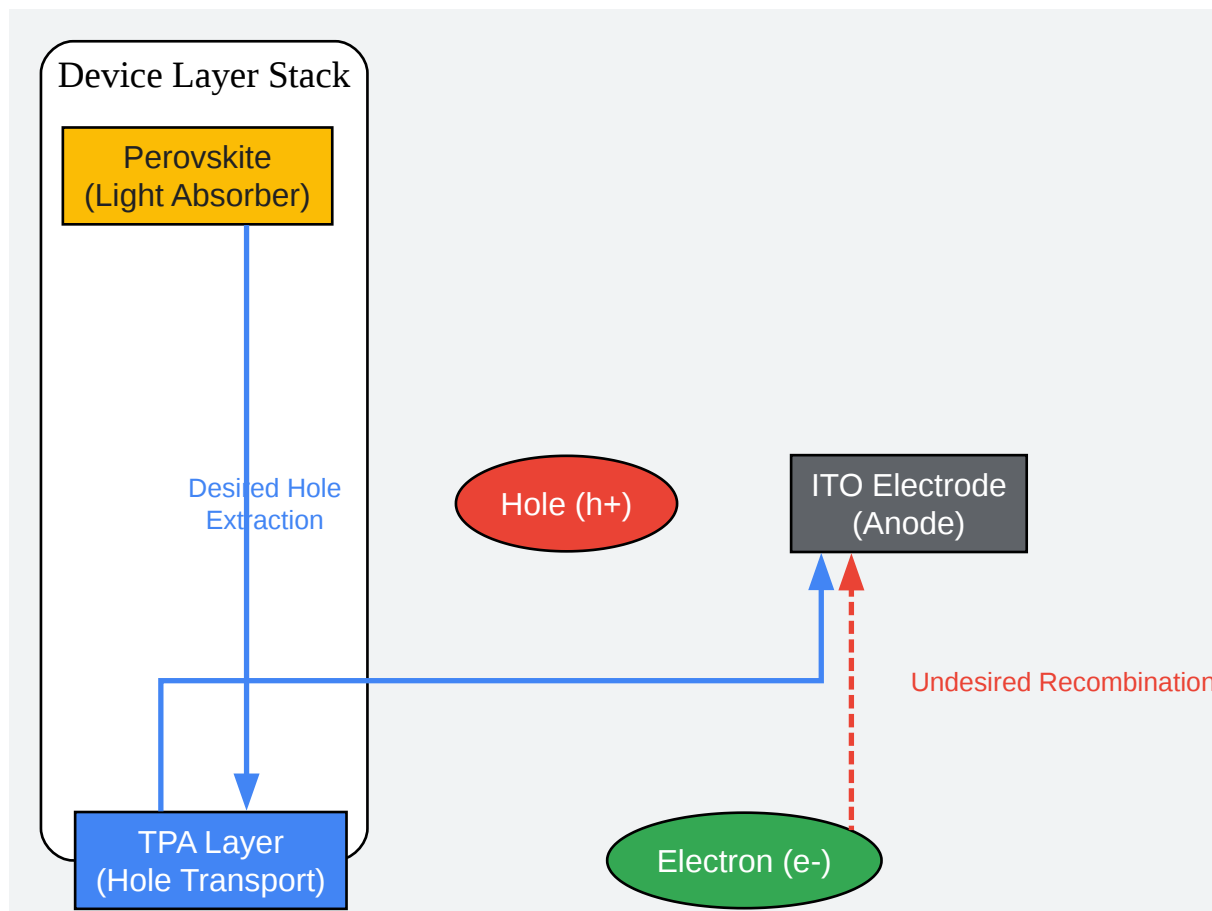 Device Layer Stack
Perovskite
(Light Absorber)
Desired Hole
Extraction
Hole (h+)
ITO Electrode
(Anode)
Undesired Recombination
TPA Layer
(Hole Transport)
Electron (e-)